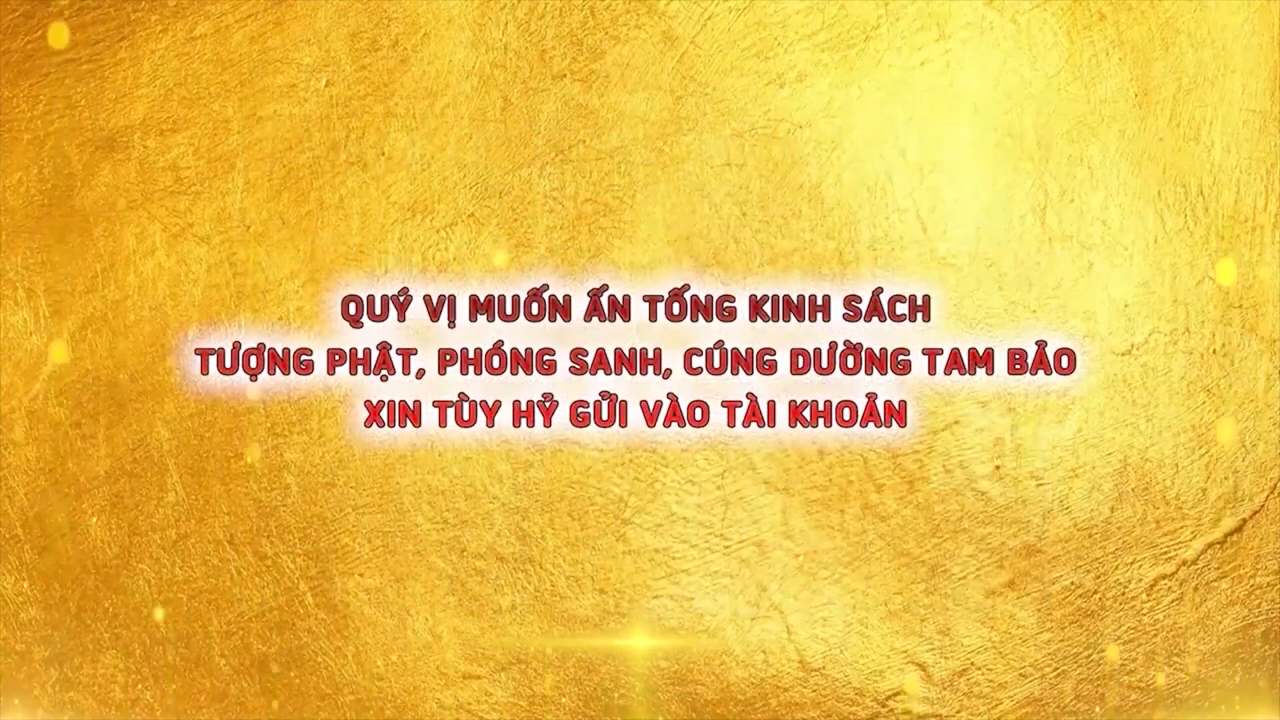 QUÝ VỊ MUỐN ẤN TỐNG KINH SÁCH
TƯỢNG PHẬT, PHÓNG SANH, CÚNG DƯỜNG TAM BẢO
XIN TÙY HỶ GỬI VÀO TÀI KHOẢN